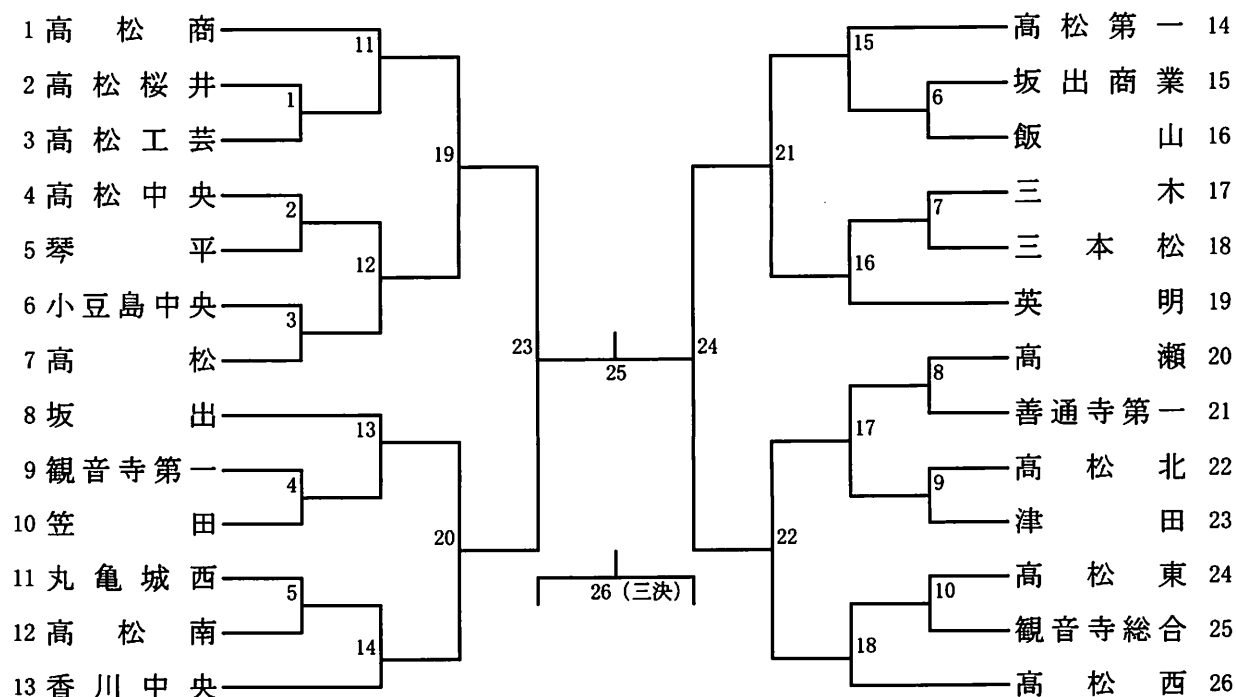 1 高松商
2 高松桜井
3 高松工芸
4 高松中央
5 琴平
6 小豆島中央
7 高松
8 坂出
9 観音寺第一
10 笠田
11 丸亀城西
12 高松南
13 香川中央
11
1
19
2
12
3
23
13
4
20
5
14
25
26 (三決)
高松第一 14
坂出商業 15
飯山 16
三木 17
三本松 18
英明 19
高瀬 20
善通寺第一 21
高松北 22
津田 23
高松東 24
観音寺総合 25
高松西 26
15
6
21
7
16
24
8
17
9
22
10
18